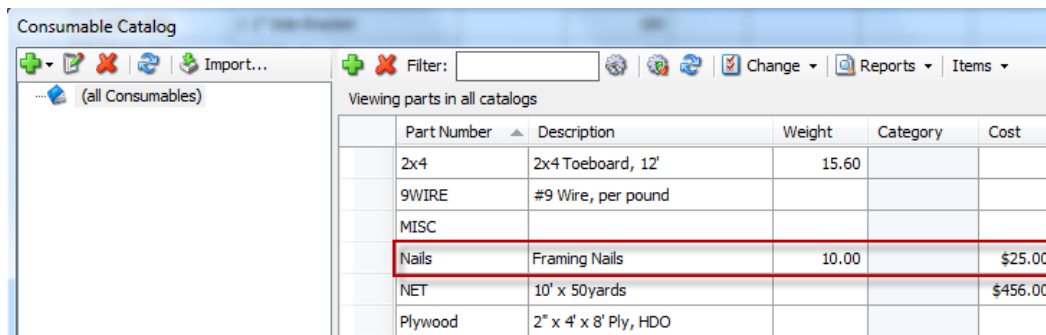 Consumable Catalog
Import... Filter: Change Reports Items
(all Consumables) Viewing parts in all catalogs
Part Number Description Weight Category Cost
2x4 2x4 Toeboard, 12' 15.60
9WIRE #9 Wire, per pound
MISC
Nails Framing Nails 10.00 $25.00
NET 10' x 50yards $456.00
Plywood 2" x 4' x 8' Ply, HDO